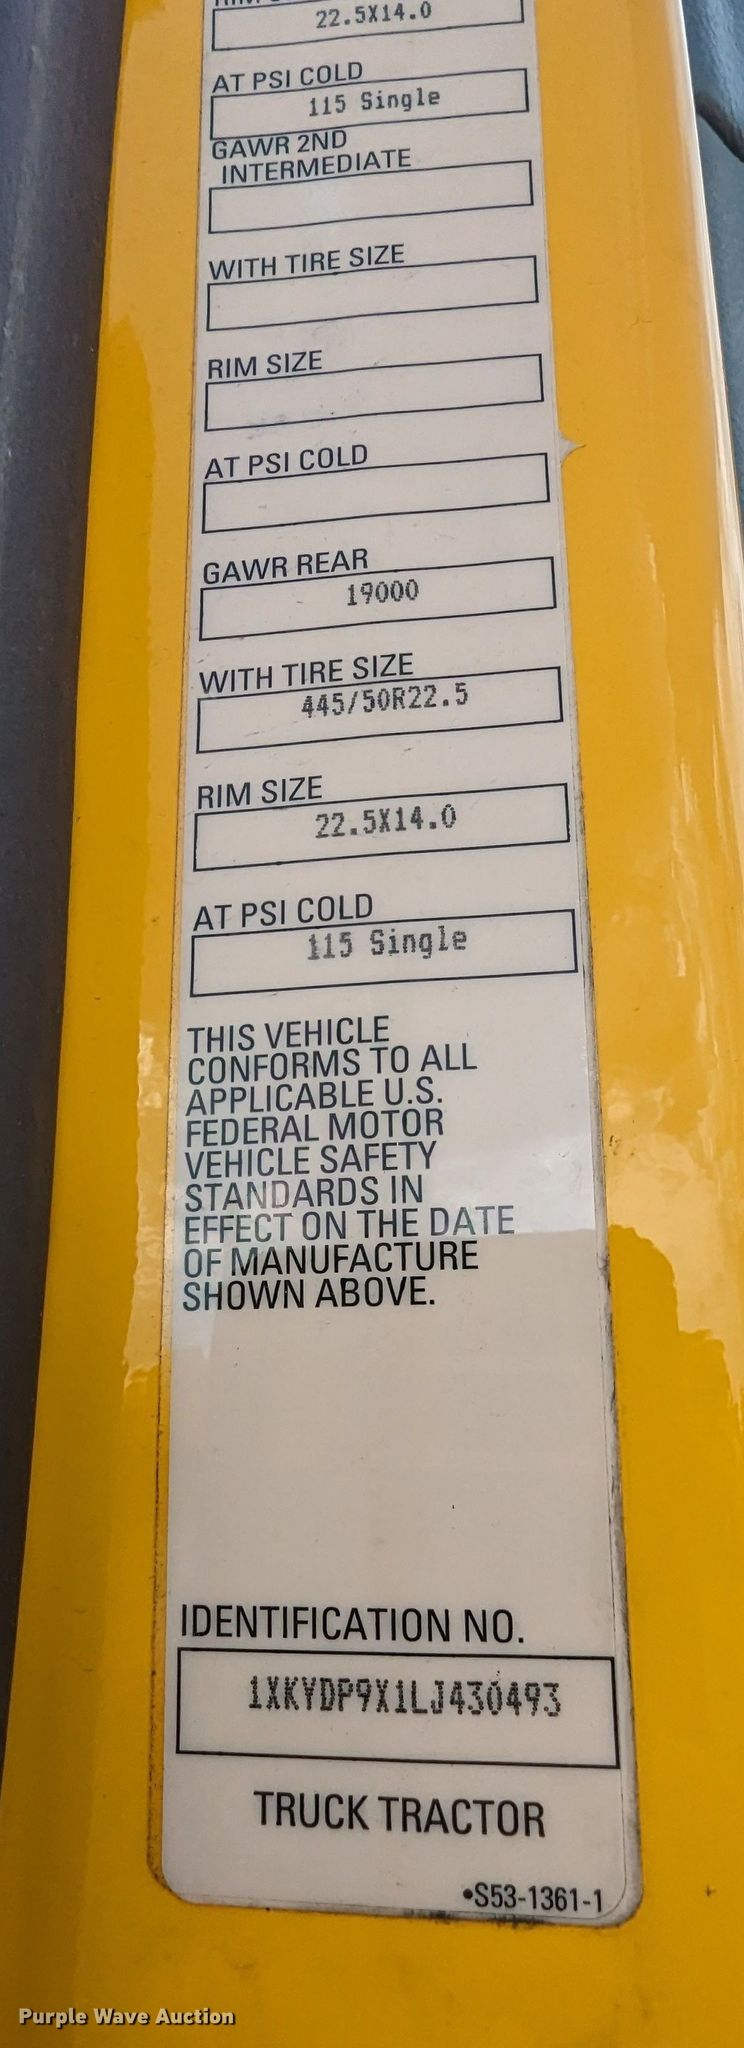 22.5X14.0
AT PSI COLD
115 Single
GAWR 2ND
INTERMEDIATE
WITH TIRE SIZE
RIM SIZE
AT PSI COLD
GAWR REAR
19000
WITH TIRE SIZE
445/50R22.5
RIM SIZE
22.5X14.0
AT PSI COLD
115 Single
THIS VEHICLE
CONFORMS TO ALL
APPLICABLE U.S.
FEDERAL MOTOR
VEHICLE SAFETY
STANDARDS IN
EFFECT ON THE DATE
OF MANUFACTURE
SHOWN ABOVE.
IDENTIFICATION NO.
1XKYDP9X1LJ430493
TRUCK TRACTOR
•S53-1361-1
Purple Wave Auction